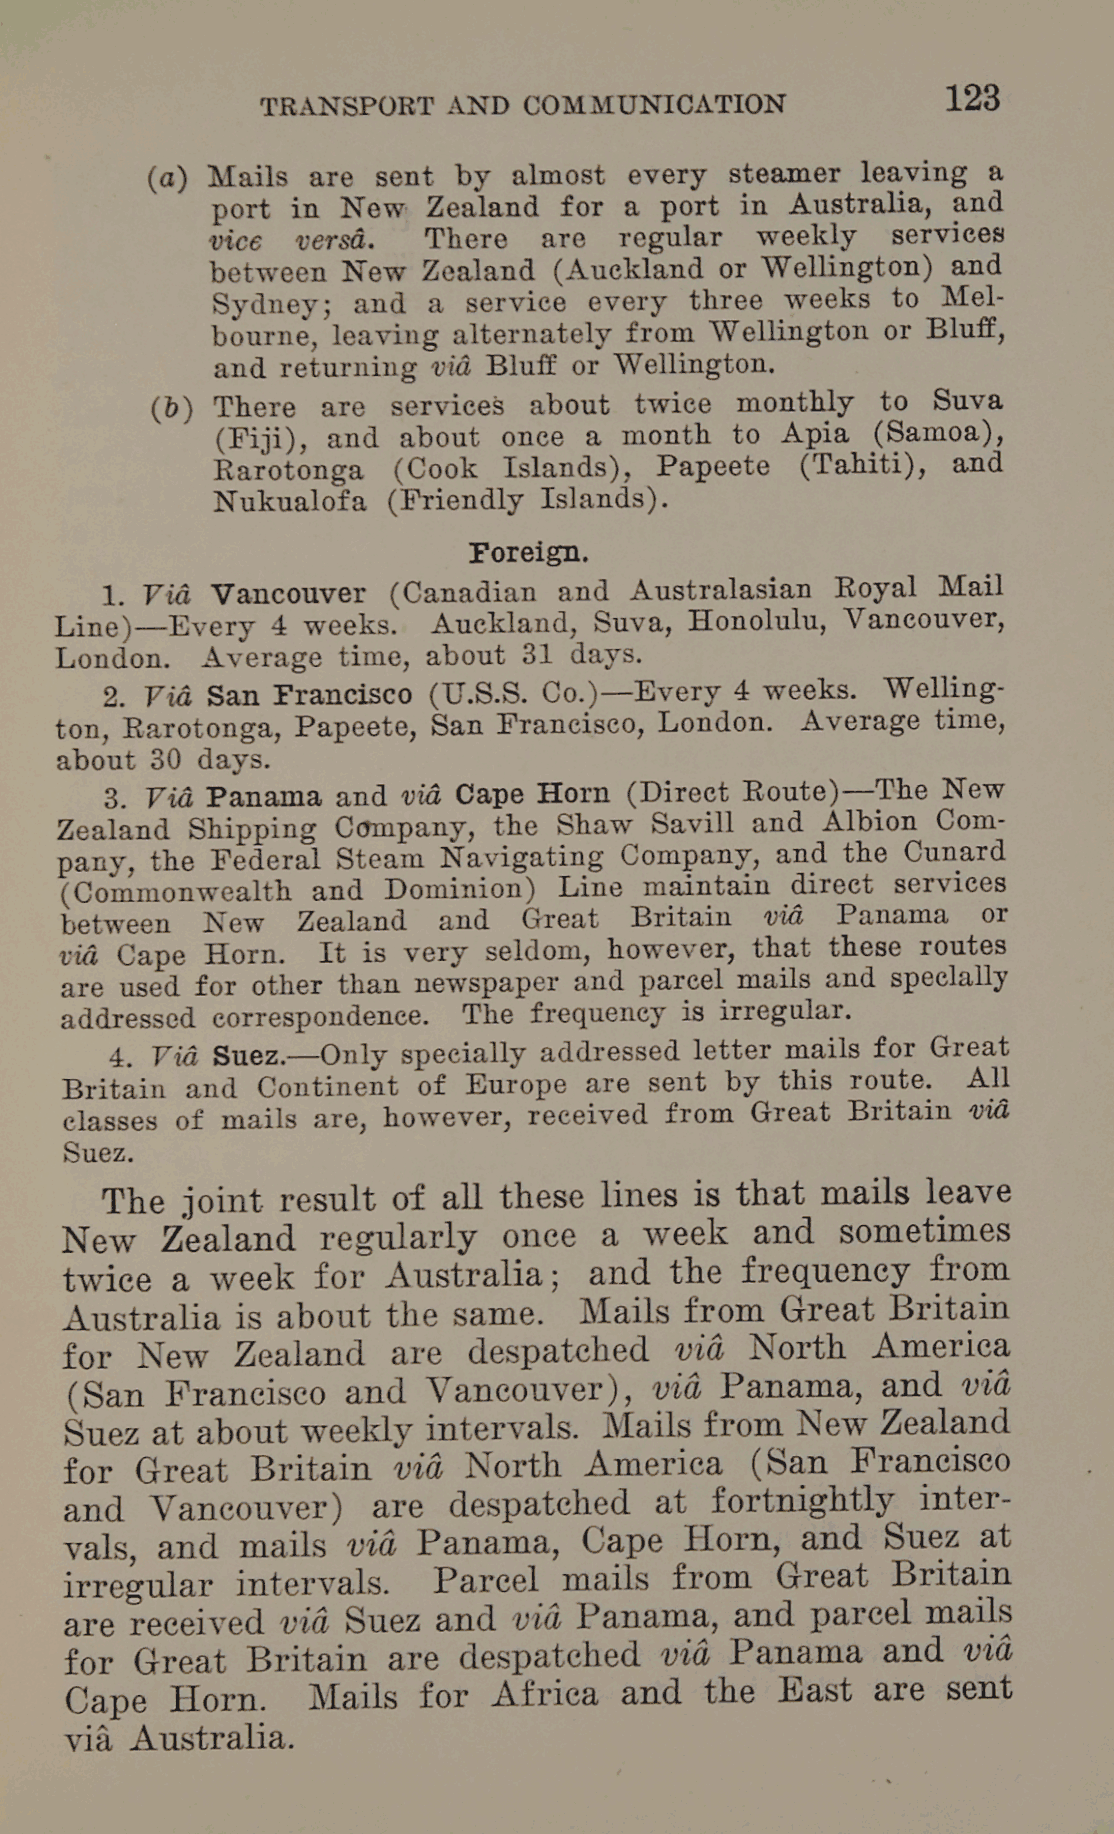 TRANSPORT AND COMMUNICATION 123
(a) Mails are sent by almost every steamer leaving a
port in New Zealand for a port in Australia, and
vice versâ. There are regular weekly services
between New Zealand (Auckland or Wellington) and
Sydney; and a service every three weeks to Mel-
bourne, leaving alternately from Wellington or Bluff,
and returning viâ Bluff or Wellington.
(b) There are services about twice monthly to Suva
(Fiji), and about once a month to Apia (Samoa),
Rarotonga (Cook Islands), Papeete (Tahiti), and
Nukualofa (Friendly Islands).
Foreign.
1. Viâ Vancouver (Canadian and Australasian Royal Mail
Line)—Every 4 weeks. Auckland, Suva, Honolulu, Vancouver,
London. Average time, about 31 days.
2. Viâ San Francisco (U.S.S. Co.)—Every 4 weeks. Welling-
ton, Rarotonga, Papeete, San Francisco, London. Average time,
about 30 days.
3. Viâ Panama and viâ Cape Horn (Direct Route)—The New
Zealand Shipping Company, the Shaw Savill and Albion Com-
pany, the Federal Steam Navigating Company, and the Cunard
(Commonwealth and Dominion) Line maintain direct services
between New Zealand and Great Britain viâ Panama or
viâ Cape Horn. It is very seldom, however, that these routes
are used for other than newspaper and parcel mails and specially
addressed correspondence. The frequency is irregular.
4. Viâ Suez.—Only specially addressed letter mails for Great
Britain and Continent of Europe are sent by this route. All
classes of mails are, however, received from Great Britain viâ
Suez.
The joint result of all these lines is that mails leave
New Zealand regularly once a week and sometimes
twice a week for Australia; and the frequency from
Australia is about the same. Mails from Great Britain
for New Zealand are despatched viâ North America
(San Francisco and Vancouver), viâ Panama, and viâ
Suez at about weekly intervals. Mails from New Zealand
for Great Britain viâ North America (San Francisco
and Vancouver) are despatched at fortnightly inter-
vals, and mails viâ Panama, Cape Horn, and Suez at
irregular intervals. Parcel mails from Great Britain
are received viâ Suez and viâ Panama, and parcel mails
for Great Britain are despatched viâ Panama and viâ
Cape Horn. Mails for Africa and the East are sent
viâ Australia.